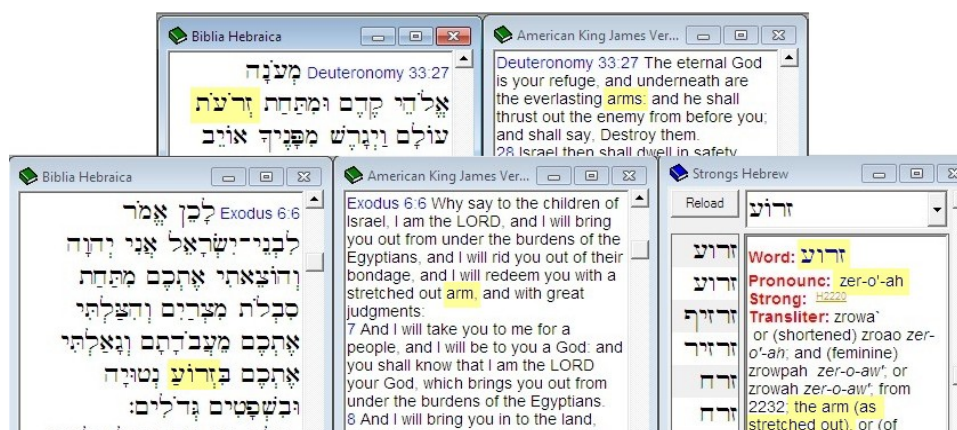 Biblia Hebraica
Deuteronomy 33:27 מְעֹנָה
אֱלֹהֵי קֶדֶם וּמִתַּחַת זְרֹעֹת
עוֹלָם וַיְגָרֶשׁ מִפָּנֶיךָ אוֹיֵב
American King James Ver...
Deuteronomy 33:27 The eternal God
is your refuge, and underneath are
the everlasting arms: and he shall
thrust out the enemy from before you;
and shall say, Destroy them.
28 Israel then shall dwell in safety
Biblia Hebraica
Exodus 6:6 לָכֵן אֱמֹר
לִבְנֵי־יִשְׂרָאֵל אֲנִי יְהוָה
וְהוֹצֵאתִי אֶתְכֶם מִתַּחַת
סִבְלֹת מִצְרַיִם וְהִצַּלְתִּי
אֶתְכֶם מֵעֲבֹדָתָם וְגָאַלְתִּי
אֶתְכֶם בִּזְרוֹעַ נְטוּיָה
וּבִשְׁפָטִים גְּדֹלִים׃
American King James Ver...
Exodus 6:6 Why say to the children of
Israel, I am the LORD, and I will bring
you out from under the burdens of the
Egyptians, and I will rid you out of their
bondage, and I will redeem you with a
stretched out arm, and with great
judgments:
7 And I will take you to me for a
people, and I will be to you a God: and
you shall know that I am the LORD
your God, which brings you out from
under the burdens of the Egyptians.
8 And I will bring you in to the land,
Strongs Hebrew
Reload
זרוע
זרוע
זרוע
זרזיף
זרזיר
זרח
זרח
Word: זרוע
Pronounc: zer-o'-ah
Strong: H2220
Transliter: zrowa`
or (shortened) zroao zer-
o'-ah; and (feminine)
zrowpah zer-o-aw'; or
zrowah zer-o-aw'; from
2232; the arm (as
stretched out), or (of